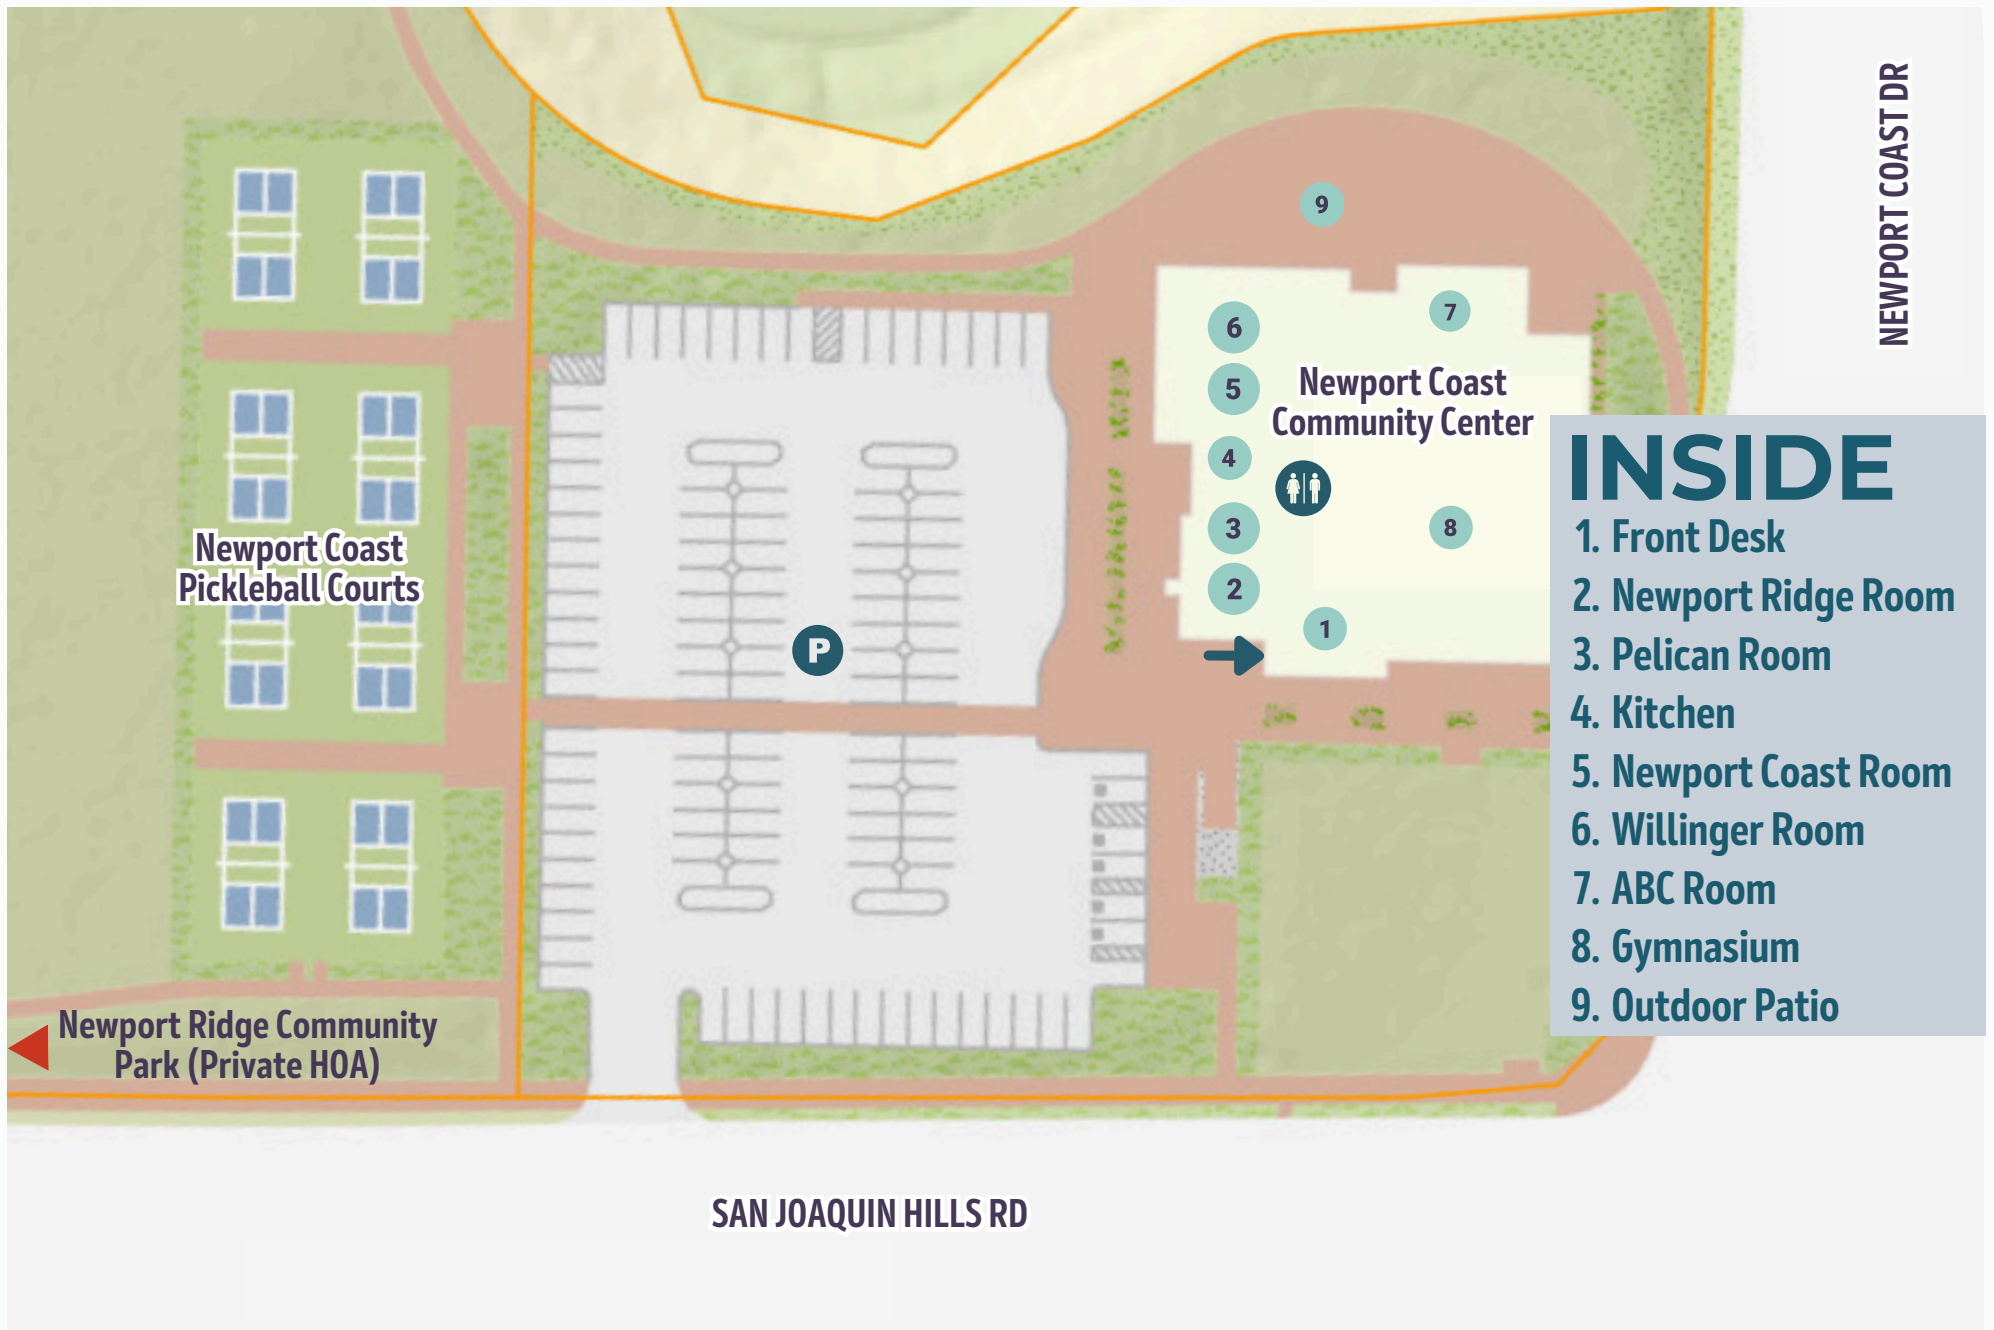 NEWPORT COAST DR
9
6
7
5
Newport Coast
Community Center
4
3
8
2
1
Newport Coast
Pickleball Courts
P
INSIDE
1. Front Desk
2. Newport Ridge Room
3. Pelican Room
4. Kitchen
5. Newport Coast Room
6. Willinger Room
7. ABC Room
8. Gymnasium
9. Outdoor Patio
Newport Ridge Community
Park (Private HOA)
SAN JOAQUIN HILLS RD